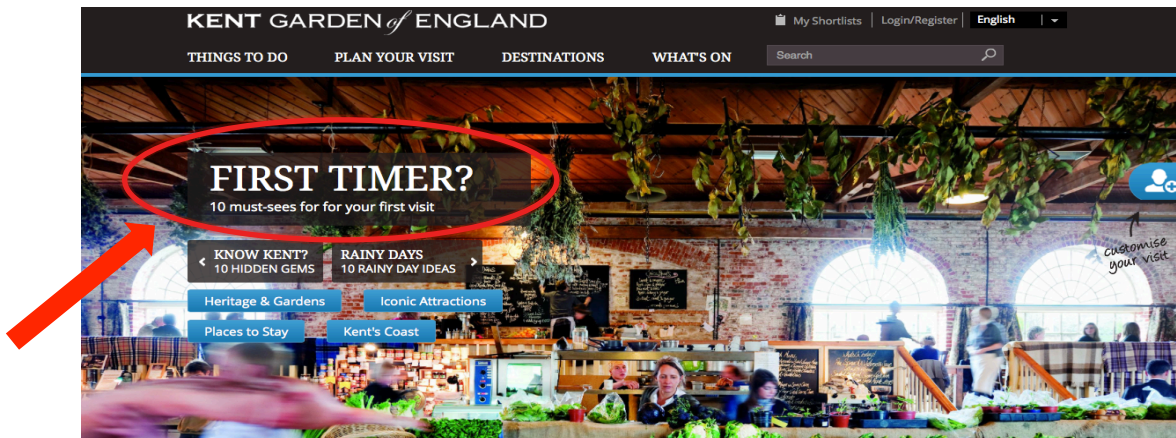 KENT GARDEN of ENGLAND
My Shortlists
Login/Register
English
THINGS TO DO
PLAN YOUR VISIT
DESTINATIONS
WHAT'S ON
Search
FIRST TIMER?
10 must-sees for for your first visit
KNOW KENT?
10 HIDDEN GEMS
RAINY DAYS
10 RAINY DAY IDEAS
Heritage & Gardens
Iconic Attractions
Places to Stay
Kent's Coast
customise
your visit